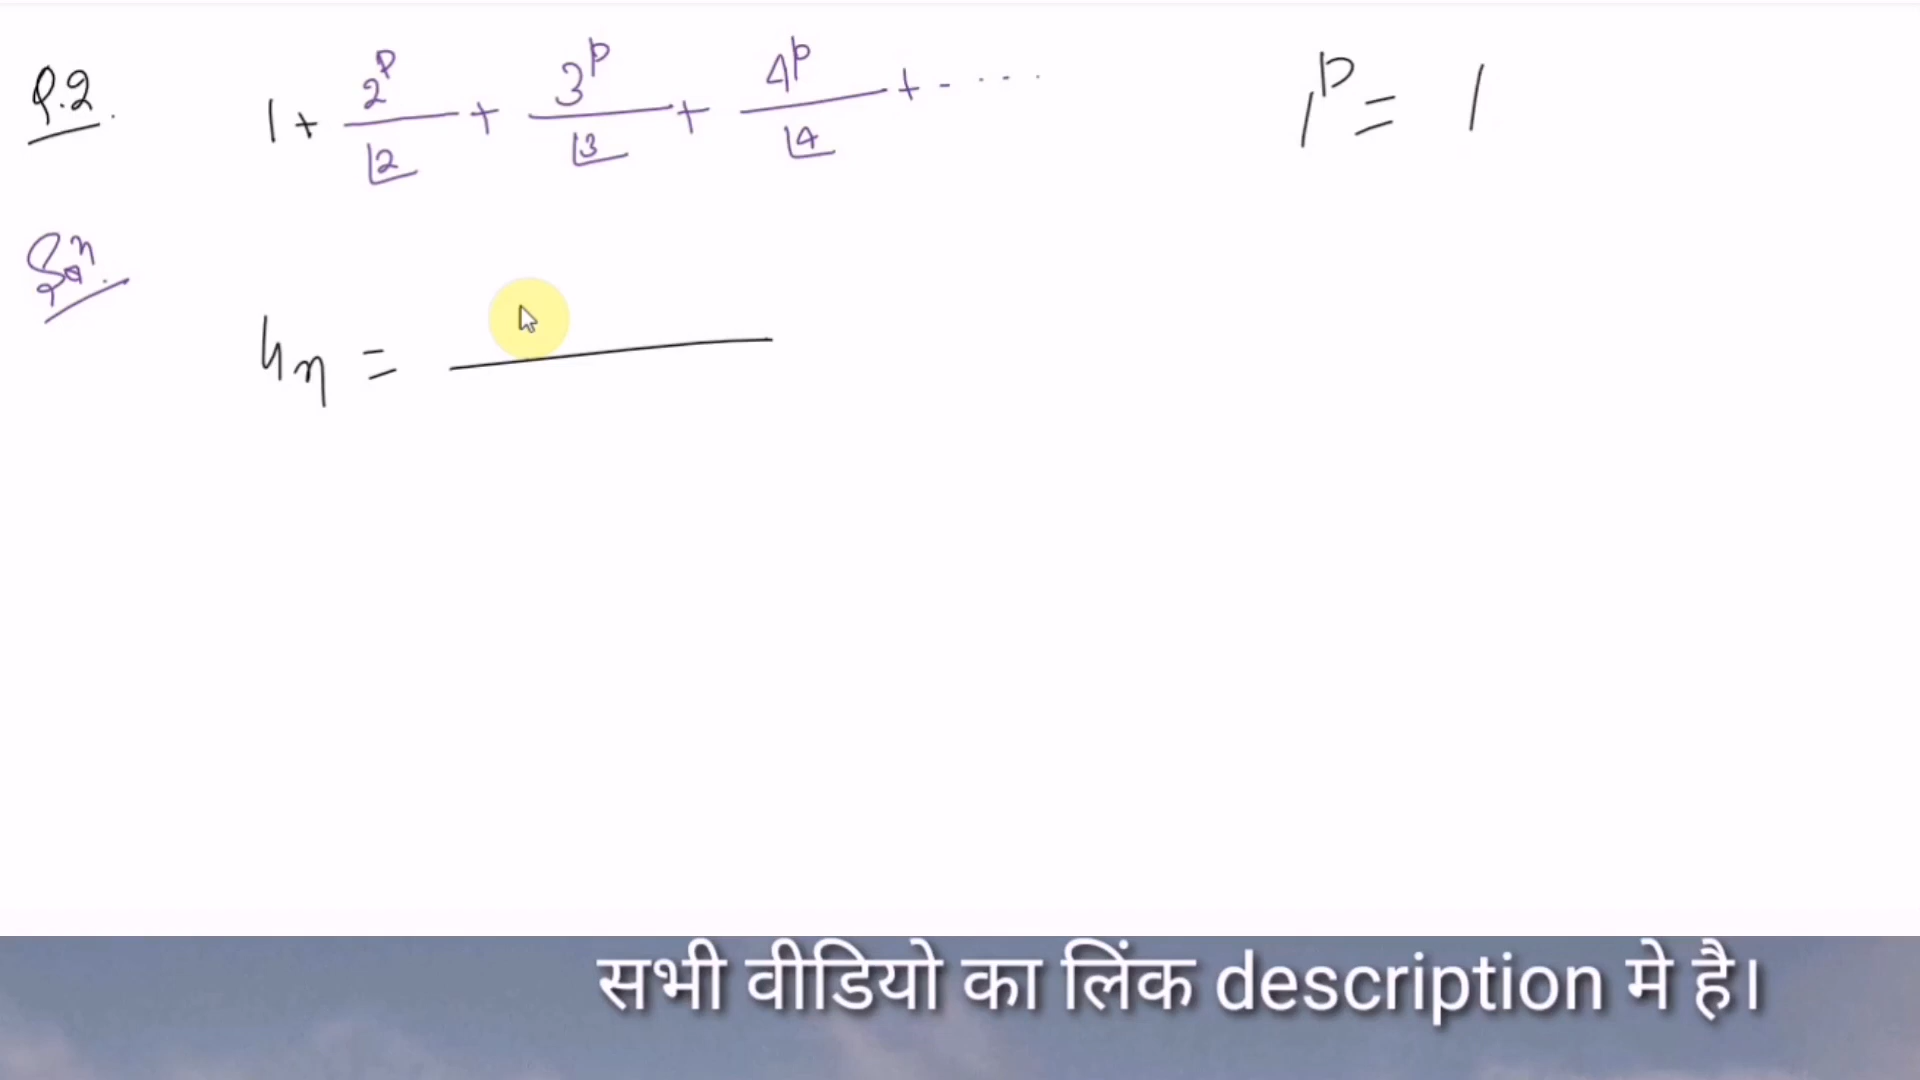 Q.2. 1 + 2^p/⌊2 + 3^p/⌊3 + 4^p/⌊4 + ..... 1^p = 1
Sol^n.
u_n =
सभी वीडियो का लिंक description मे है।